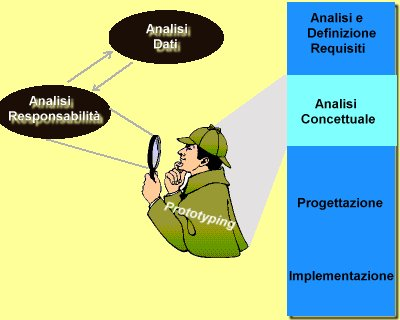 Analisi
Dati
Analisi
Responsabilità
Prototyping
Analisi e
Definizione
Requisiti
Analisi
Concettuale
Progettazione
Implementazione